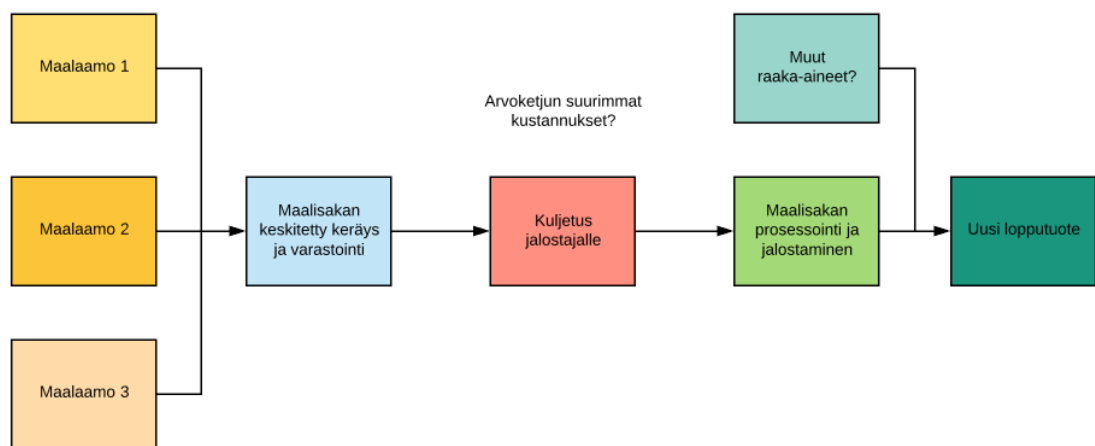 Maalaamo 1
Muut
raaka-aineet?
Arvoketjun suurimmat
kustannukset?
Maalaamo 2
Maalisakan
keskitetty keräys
ja varastointi
Kuljetus
jalostajalle
Maalisakan
prosessointi ja
jalostaminen
Uusi lopputuote
Maalaamo 3